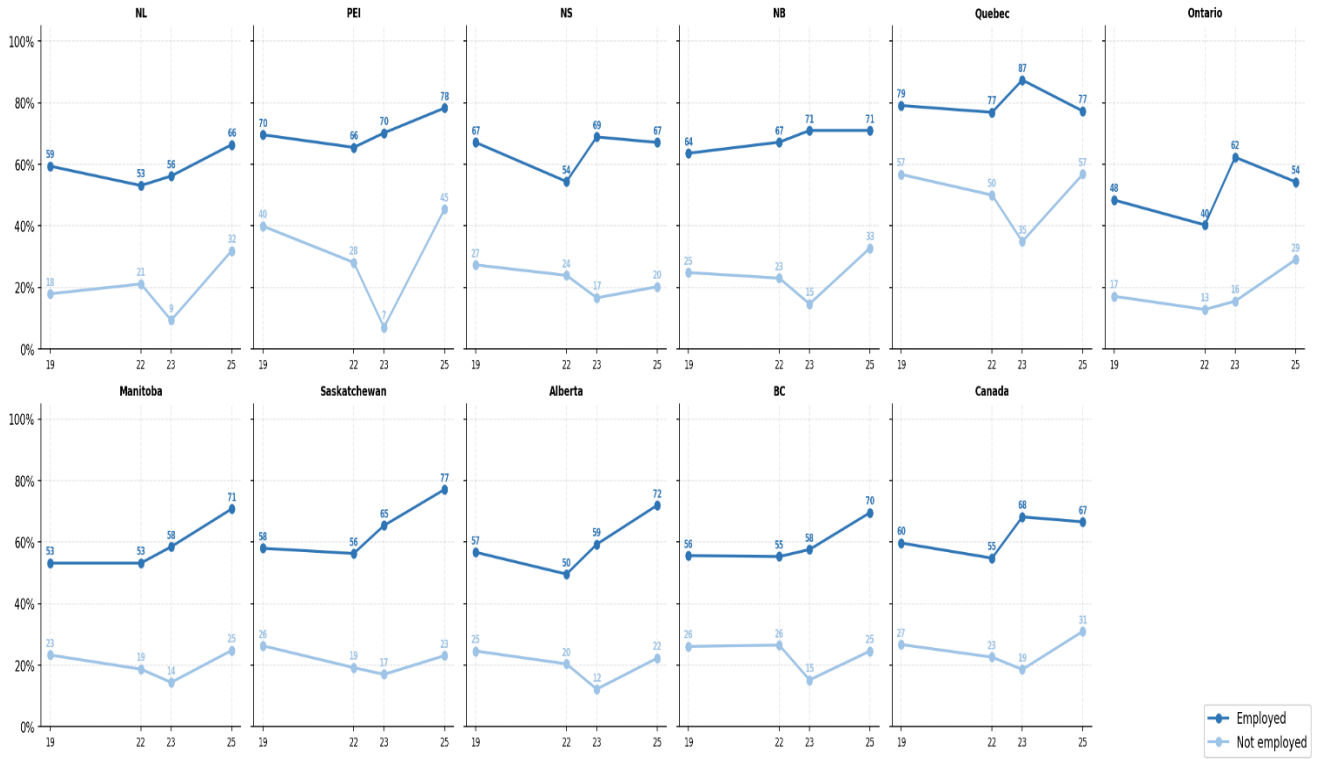 NL PEI NS NB Quebec Ontario
100%
80%
60%
40%
20%
0%
59 53 56 66
18 21 9 32
70 66 70 78
40 28 7 45
67 54 69 67
27 24 17 20
64 67 71 71
25 23 15 33
79 77 87 77
57 50 35 57
48 40 62 54
17 13 16 29
19 22 23 25 19 22 23 25 19 22 23 25 19 22 23 25 19 22 23 25 19 22 23 25
Manitoba Saskatchewan Alberta BC Canada
100%
80%
60%
40%
20%
0%
53 53 58 71
23 19 14 25
58 56 65 77
26 19 17 23
57 50 59 72
25 20 12 22
56 55 58 70
26 26 15 25
60 55 68 67
27 23 19 31
19 22 23 25 19 22 23 25 19 22 23 25 19 22 23 25 19 22 23 25
Employed
Not employed